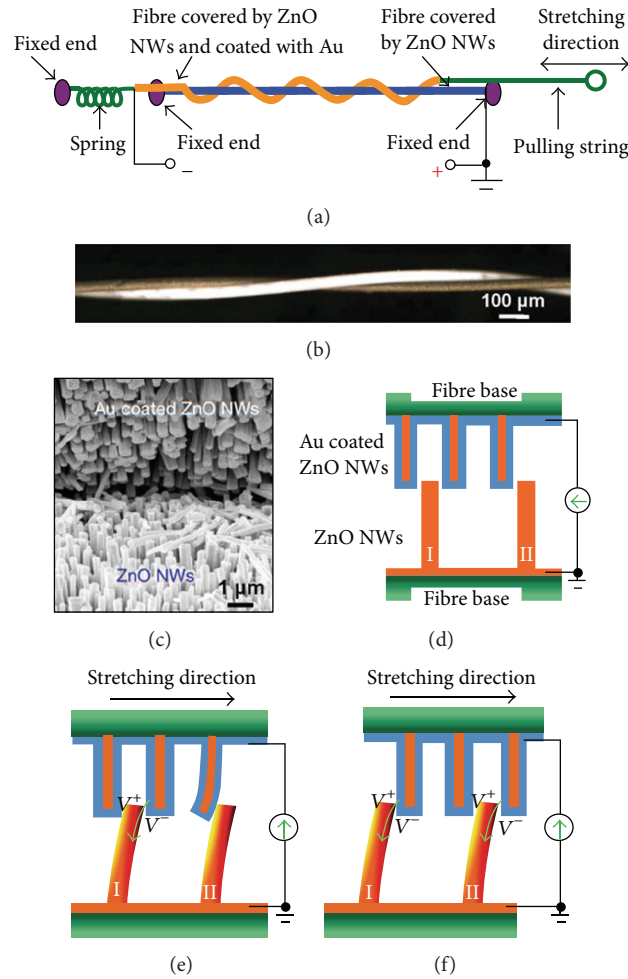 Fibre covered by ZnO
NWs and coated with Au
Fibre covered
by ZnO NWs
Stretching
direction
Fixed end
Spring
Fixed end
Fixed end
Pulling string
−
+
(a)
100 μm
(b)
Au coated ZnO NWs
ZnO NWs
1 μm
(c)
Fibre base
Au coated
ZnO NWs
ZnO NWs
I
II
Fibre base
(d)
Stretching direction
V+
V−
I
II
(e)
Stretching direction
V+
V−
V+
V−
I
II
(f)